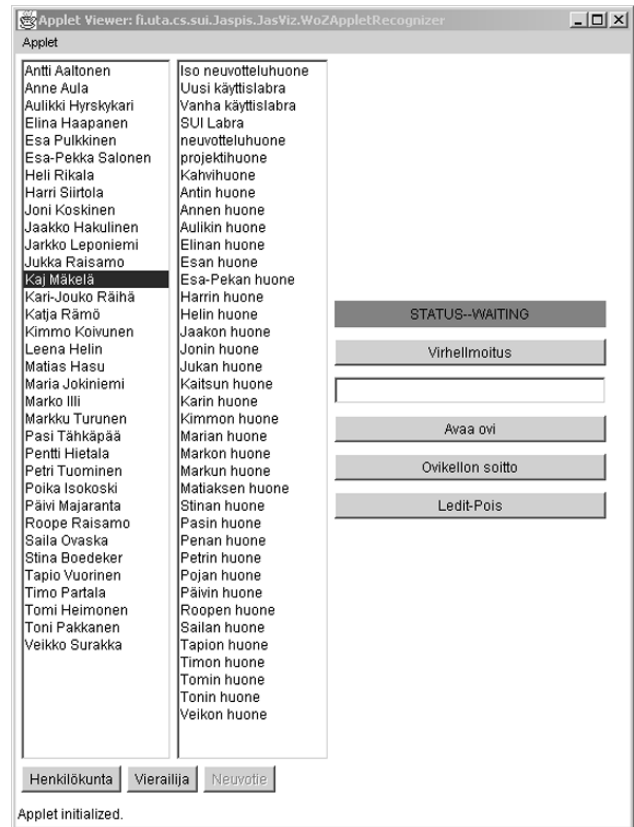 Applet Viewer: fi.uta.cs.sui.Jaspis.JasViz.WoZAppletRecognizer
Applet
Antti Aaltonen
Anne Aula
Aulikki Hyrskykari
Elina Haapanen
Esa Pulkkinen
Esa-Pekka Salonen
Heli Rikala
Harri Siirtola
Joni Koskinen
Jaakko Hakulinen
Jarkko Leponiemi
Jukka Raisamo
Kaj Mäkelä
Kari-Jouko Räihä
Katja Rämö
Kimmo Koivunen
Leena Helin
Matias Hasu
Maria Jokiniemi
Marko Illi
Markku Turunen
Pasi Tähkäpää
Pentti Hietala
Petri Tuominen
Poika Isokoski
Päivi Majaranta
Roope Raisamo
Saila Ovaska
Stina Boedeker
Tapio Vuorinen
Timo Partala
Tomi Heimonen
Toni Pakkanen
Veikko Surakka
Iso neuvotteluhuone
Uusi käyttislabra
Vanha käyttislabra
SUI Labra
neuvotteluhuone
projektihuone
Kahvihuone
Antin huone
Annen huone
Aulikin huone
Elinan huone
Esan huone
Esa-Pekan huone
Harrin huone
Helin huone
Jaakon huone
Jonin huone
Jukan huone
Kaitsun huone
Karin huone
Kimmon huone
Marian huone
Markon huone
Markun huone
Matiaksen huone
Stinan huone
Pasin huone
Penan huone
Petrin huone
Pojan huone
Päivin huone
Roopen huone
Sailan huone
Tapion huone
Timon huone
Tomin huone
Tonin huone
Veikon huone
STATUS--WAITING
Virhellmoitus
Avaa ovi
Ovikellon soitto
Ledit-Pois
Henkilökunta Vierailija Neuvotie
Applet initialized.